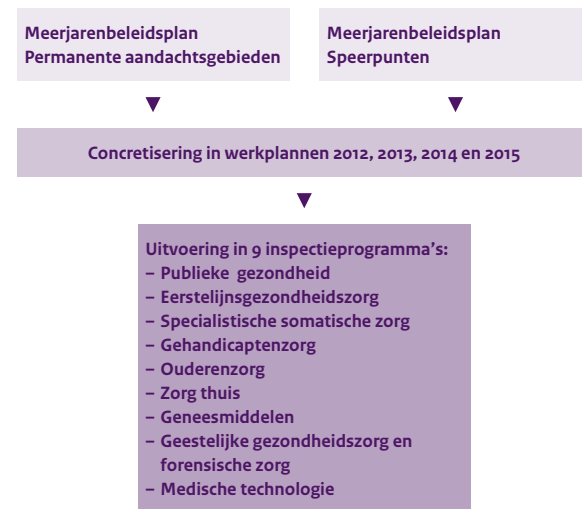 Meerjarenbeleidsplan
Permanente aandachtsgebieden
Meerjarenbeleidsplan
Speerpunten
Concretisering in werkplannen 2012, 2013, 2014 en 2015
Uitvoering in 9 inspectieprogramma's:
– Publieke gezondheid
– Eerstelijnsgezondheidszorg
– Specialistische somatische zorg
– Gehandicaptenzorg
– Ouderenzorg
– Zorg thuis
– Geneesmiddelen
– Geestelijke gezondheidszorg en
forensische zorg
– Medische technologie